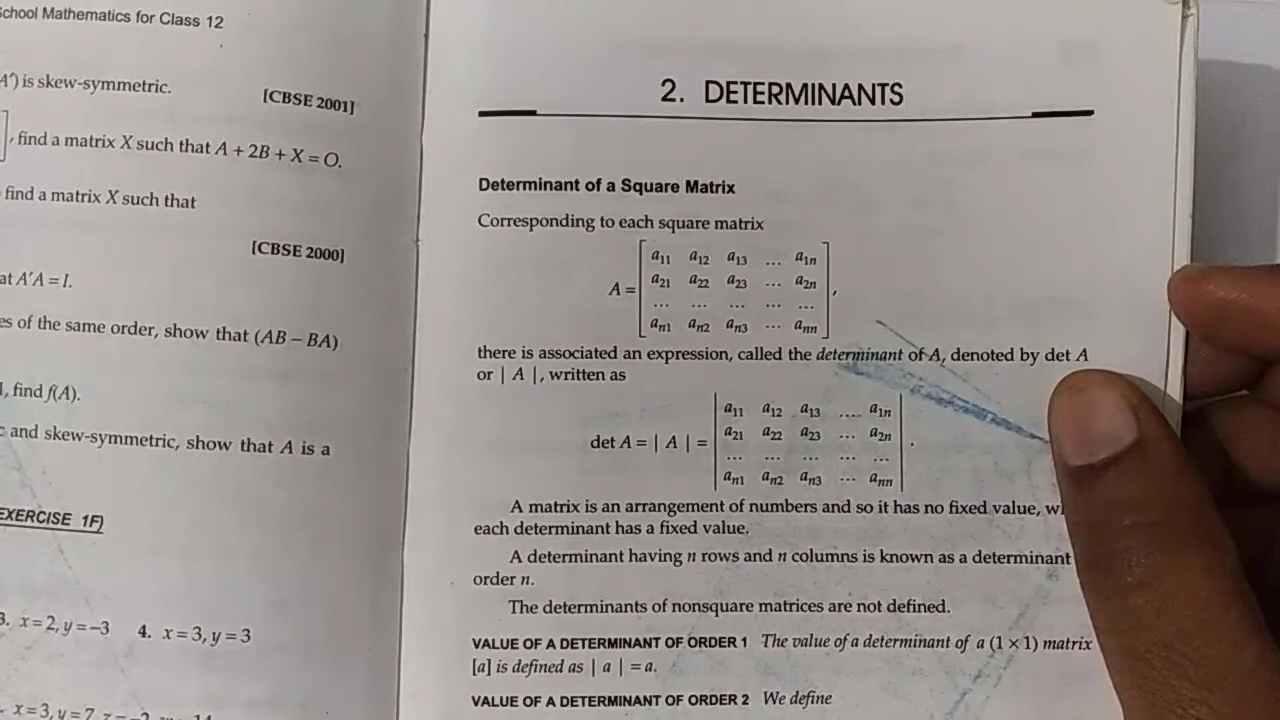 School Mathematics for Class 12
A′) is skew-symmetric.
[CBSE 2001]
], find a matrix X such that A + 2B + X = O.
find a matrix X such that
[CBSE 2000]
at A′A = I.
es of the same order, show that (AB – BA)
, find f(A).
and skew-symmetric, show that A is a
EXERCISE 1F)
3. x = 2, y = –3 4. x = 3, y = 3
x = 3, y = 7,
2. DETERMINANTS
Determinant of a Square Matrix
Corresponding to each square matrix
a11 a12 a13 ... a1n
a21 a22 a23 ... a2n
A =
... ... ... ... ...
an1 an2 an3 ... ann ,
there is associated an expression, called the determinant of A, denoted by det A
or | A |, written as
a11 a12 a13 .... a1n
a21 a22 a23 ... a2n
det A = | A | = .
... ... ... ... ...
an1 an2 an3 ... ann
A matrix is an arrangement of numbers and so it has no fixed value,
each determinant has a fixed value.
A determinant having n rows and n columns is known as a determinant
order n.
The determinants of nonsquare matrices are not defined.
VALUE OF A DETERMINANT OF ORDER 1 The value of a determinant of a (1 × 1) matrix
[a] is defined as | a | = a.
VALUE OF A DETERMINANT OF ORDER 2 We define